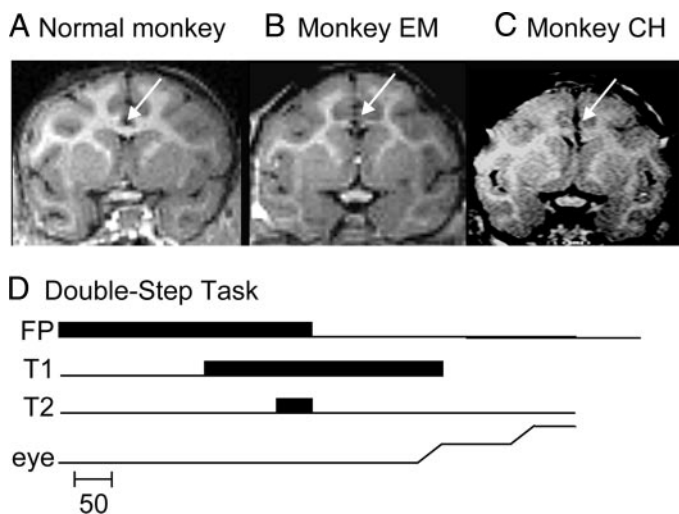 A Normal monkey
B Monkey EM
C Monkey CH
D Double-Step Task
FP
T1
T2
eye
50